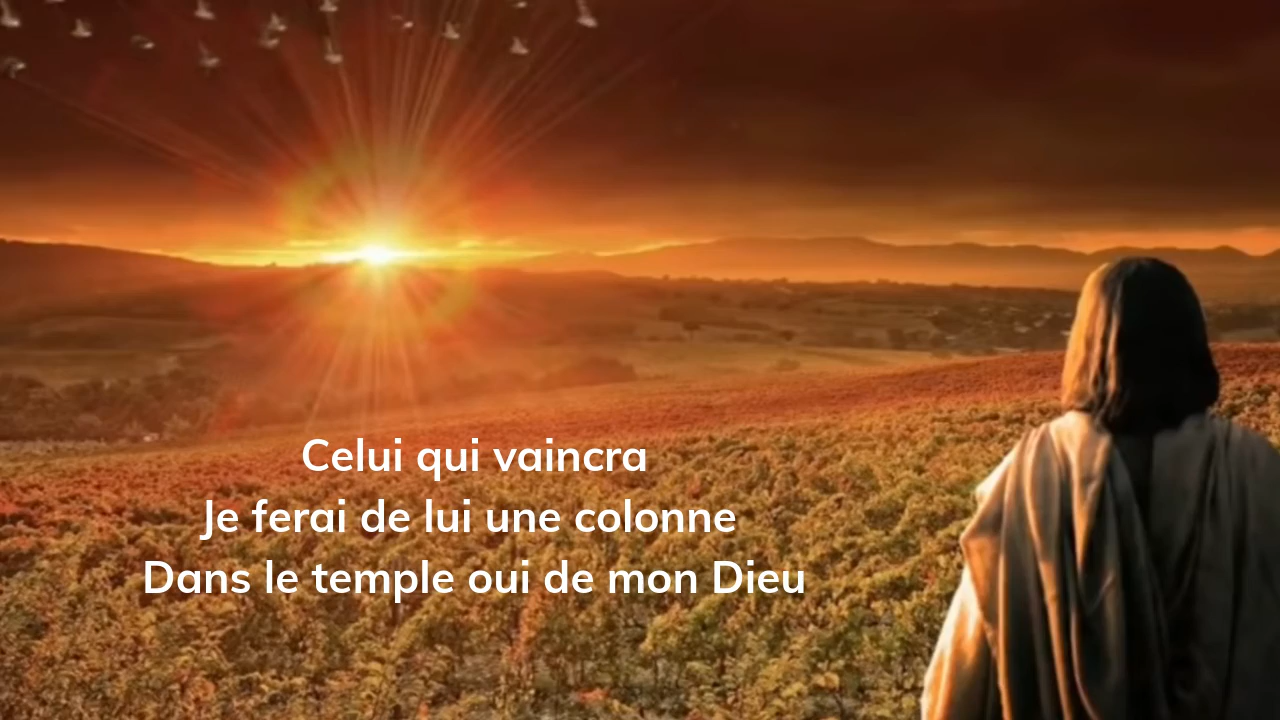 Celui qui vaincra
Je ferai de lui une colonne
Dans le temple oui de mon Dieu